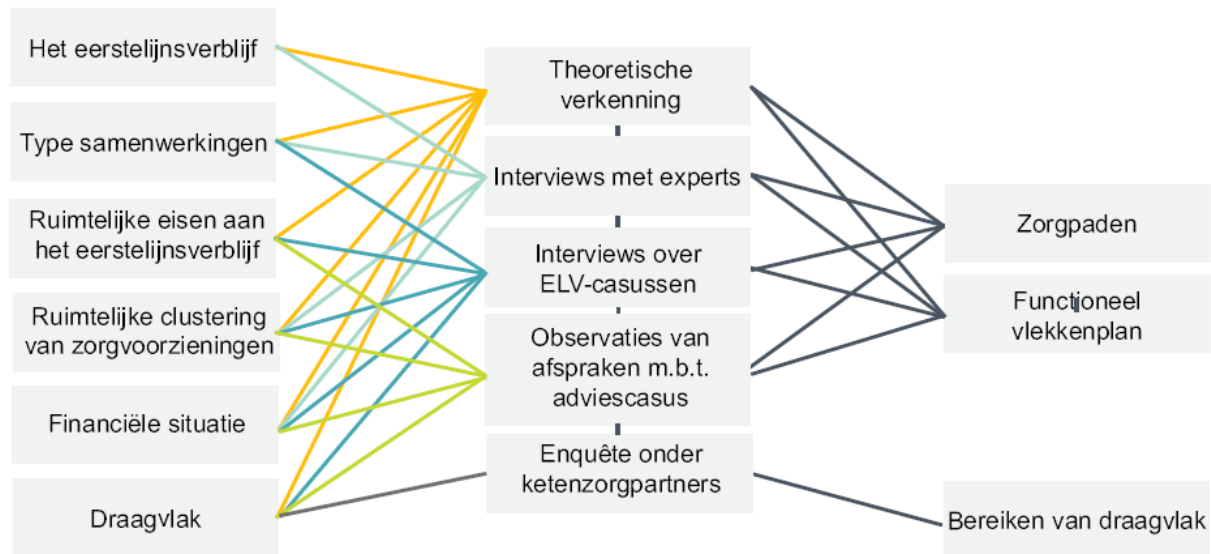 Het eerstelijnsverblijf
Type samenwerkingen
Ruimtelijke eisen aan
het eerstelijnsverblijf
Ruimtelijke clustering
van zorgvoorzieningen
Financiële situatie
Draagvlak
Theoretische
verkenning
Interviews met experts
Interviews over
ELV-casussen
Observaties van
afspraken m.b.t.
adviescasus
Enquête onder
ketenzorgpartners
Zorgpaden
Functioneel
vlekkenplan
Bereiken van draagvlak